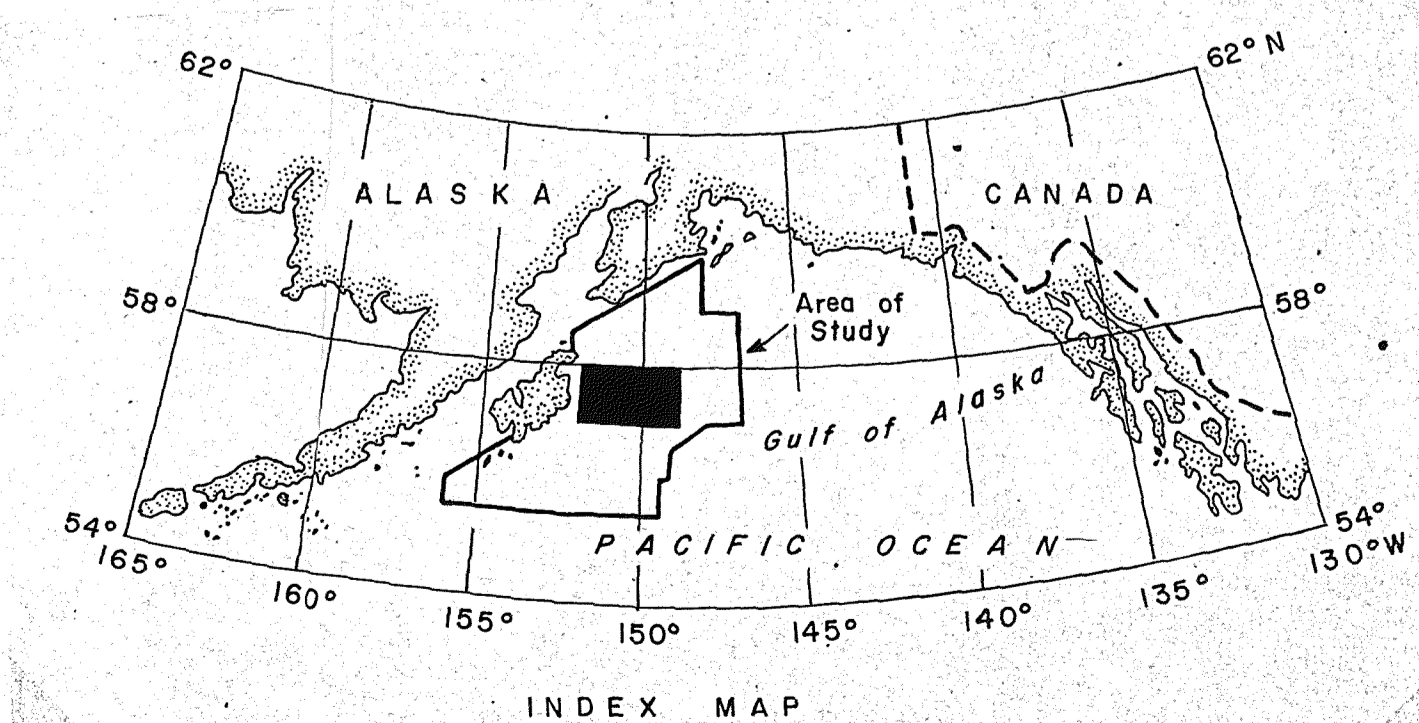 62°
62° N
ALASKA
CANADA
58°
58°
Area of
Study
Gulf of Alaska
54°
54°
PACIFIC OCEAN
165°
130°W
160°
135°
155°
140°
150°
145°
INDEX MAP